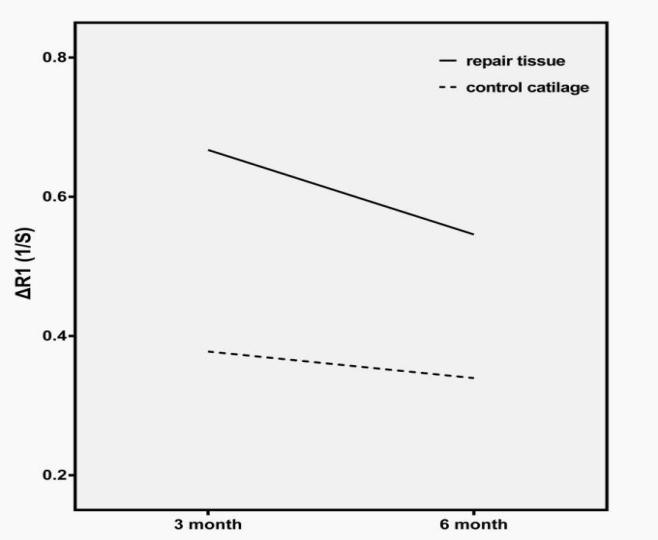 0.8
0.6
0.4
0.2
ΔR1 (1/S)
repair tissue
control catilage
3 month
6 month